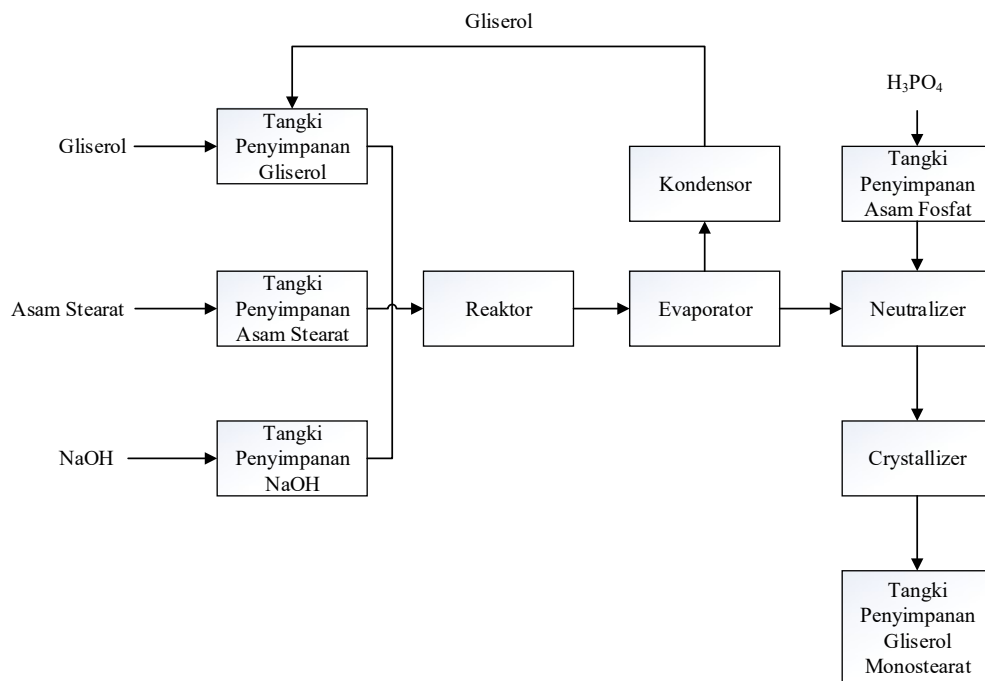 Gliserol
H₃PO₄
Gliserol
Tangki
Penyimpanan
Gliserol
Kondensor
Tangki
Penyimpanan
Asam Fosfat
Asam Stearat
Tangki
Penyimpanan
Asam Stearat
Reaktor
Evaporator
Neutralizer
NaOH
Tangki
Penyimpanan
NaOH
Crystallizer
Tangki
Penyimpanan
Gliserol
Monostearat